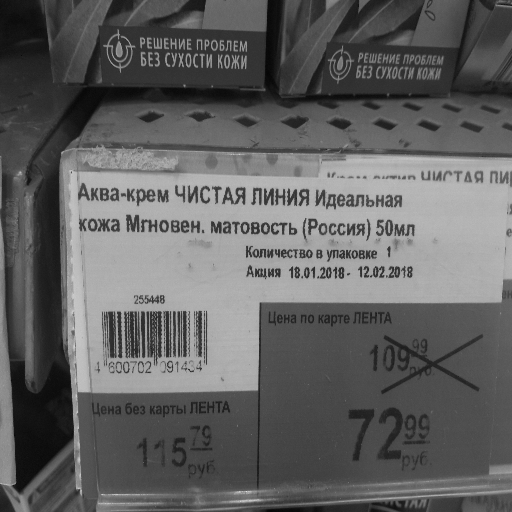 РЕШЕНИЕ ПРОБЛЕМ
БЕЗ СУХОСТИ КОЖИ
РЕШЕНИЕ ПРОБЛЕМ
БЕЗ СУХОСТИ КОЖИ
ЧИСТАЯ
Аква-крем ЧИСТАЯ ЛИНИЯ Идеальная
кожа Мгновен. матовость (Россия) 50мл
Количество в упаковке 1
Акция 18.01.2018 - 12.02.2018
255448
4 600702 091434
Цена по карте ЛЕНТА
109 99 руб.
72 99 руб.
Цена без карты ЛЕНТА
115 79 руб.